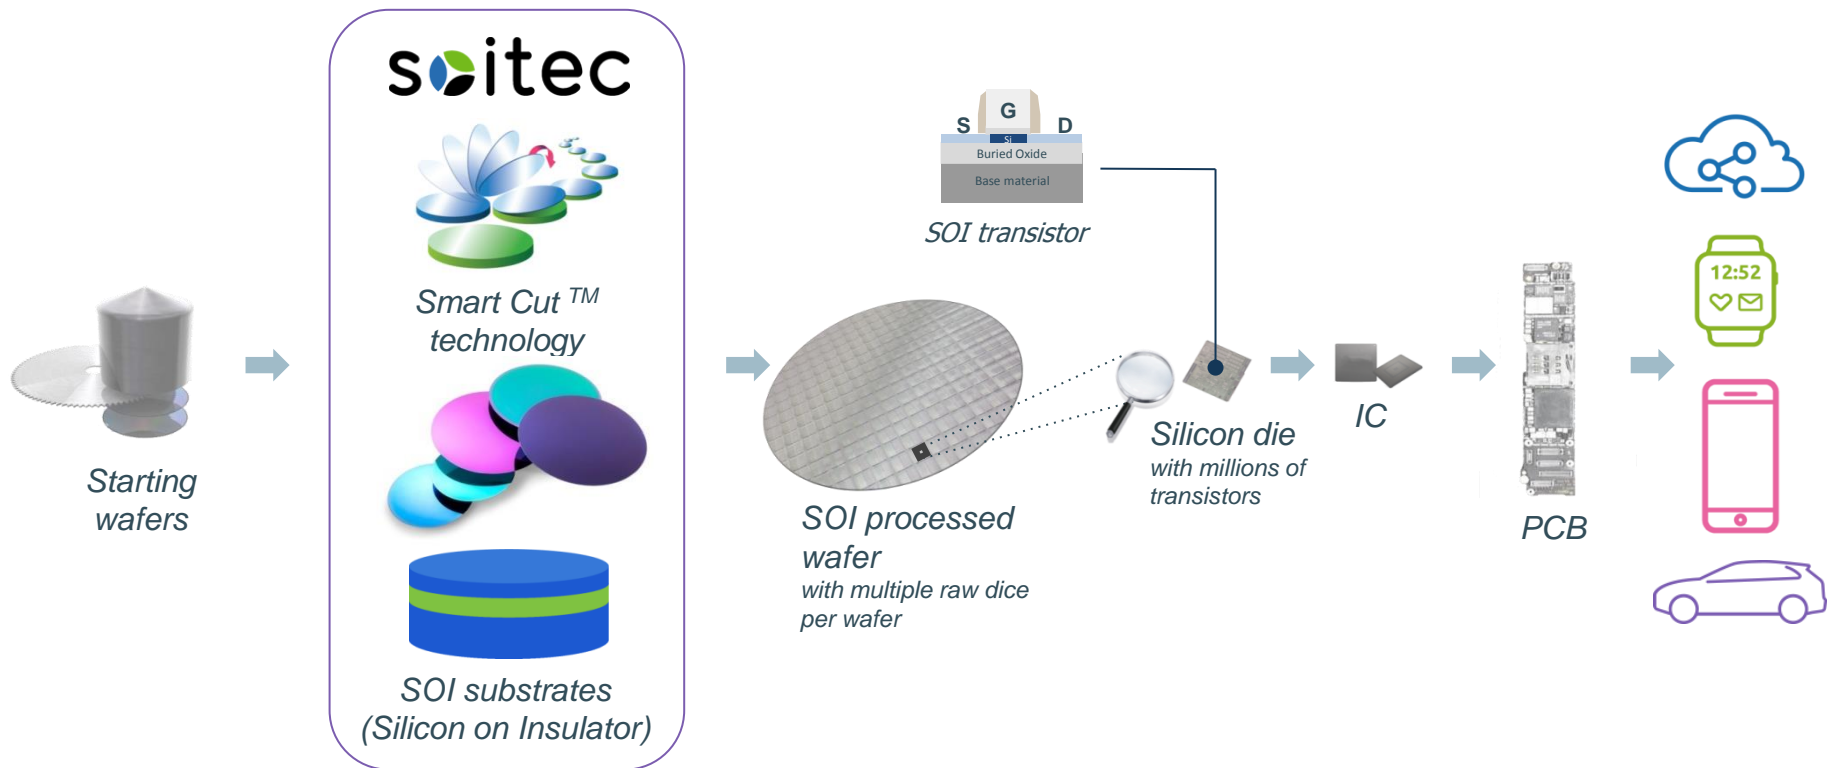 Starting
wafers
soitec
Smart Cut TM
technology
SOI substrates
(Silicon on Insulator)
S
G
D
Si
Buried Oxide
Base material
SOI transistor
SOI processed
wafer
with multiple raw dice
per wafer
Silicon die
with millions of
transistors
IC
PCB
12:52